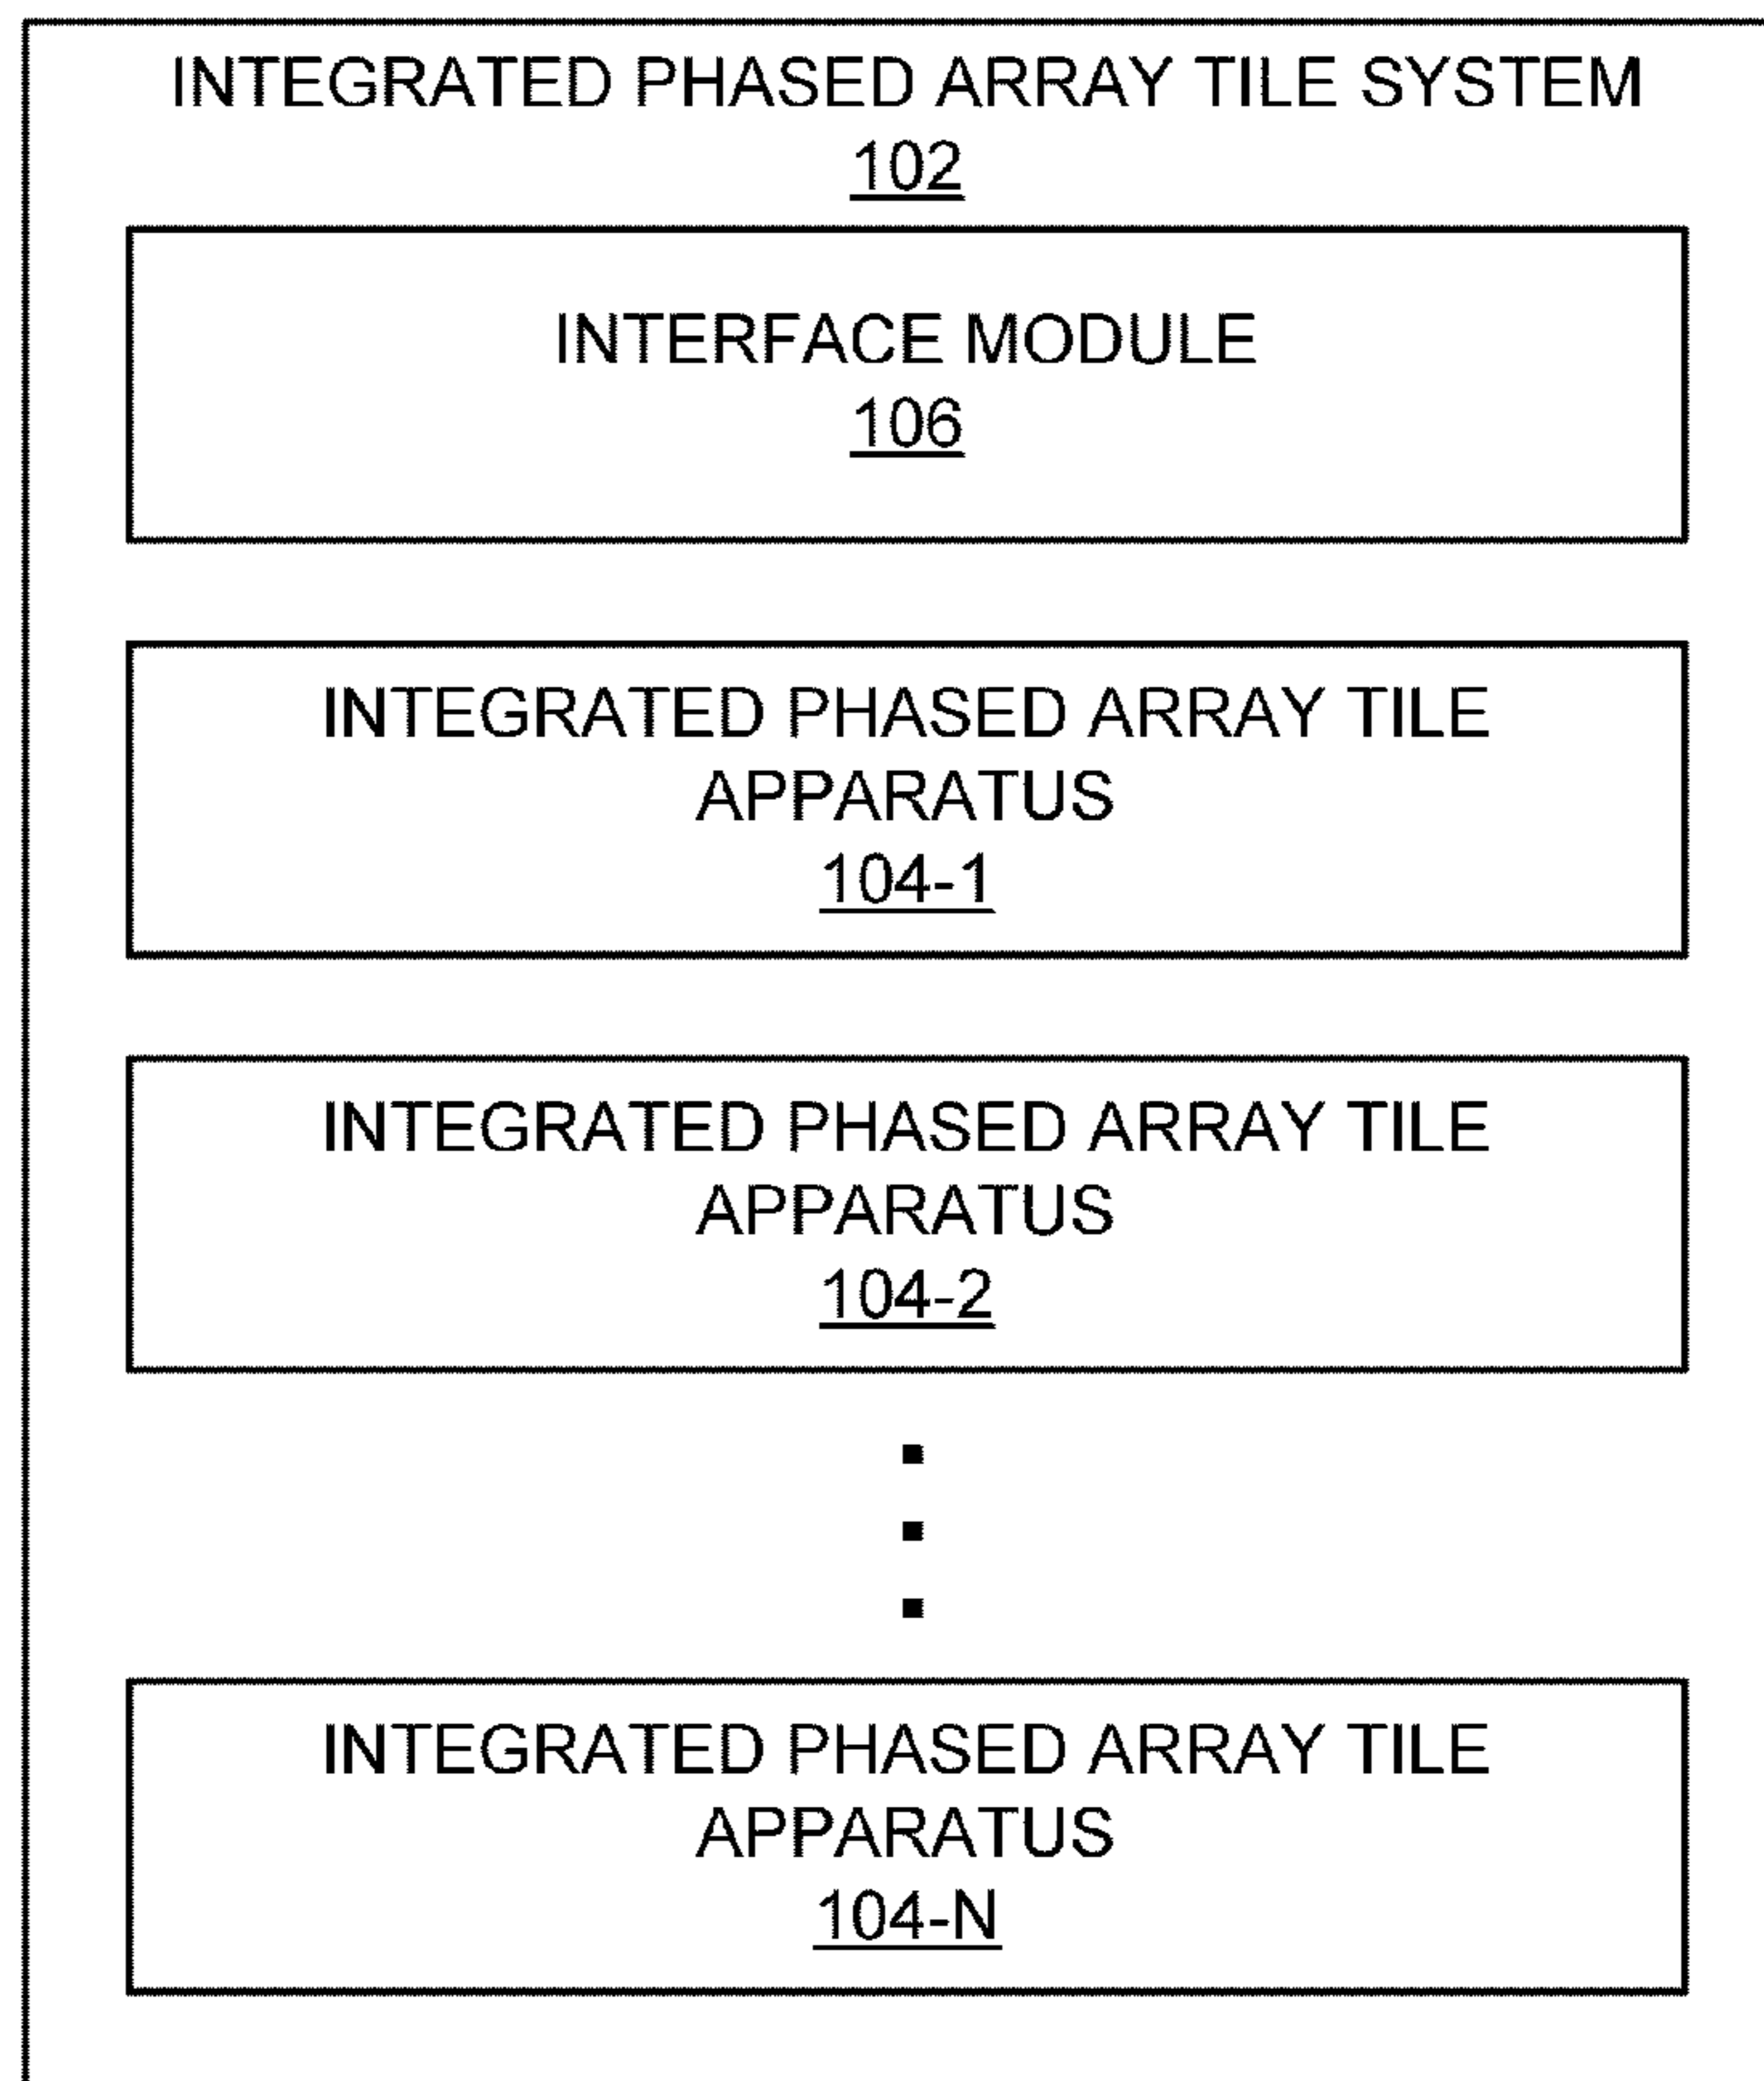 INTEGRATED PHASED ARRAY TILE SYSTEM
102
INTERFACE MODULE
106
INTEGRATED PHASED ARRAY TILE
APPARATUS
104-1
INTEGRATED PHASED ARRAY TILE
APPARATUS
104-2
INTEGRATED PHASED ARRAY TILE
APPARATUS
104-N